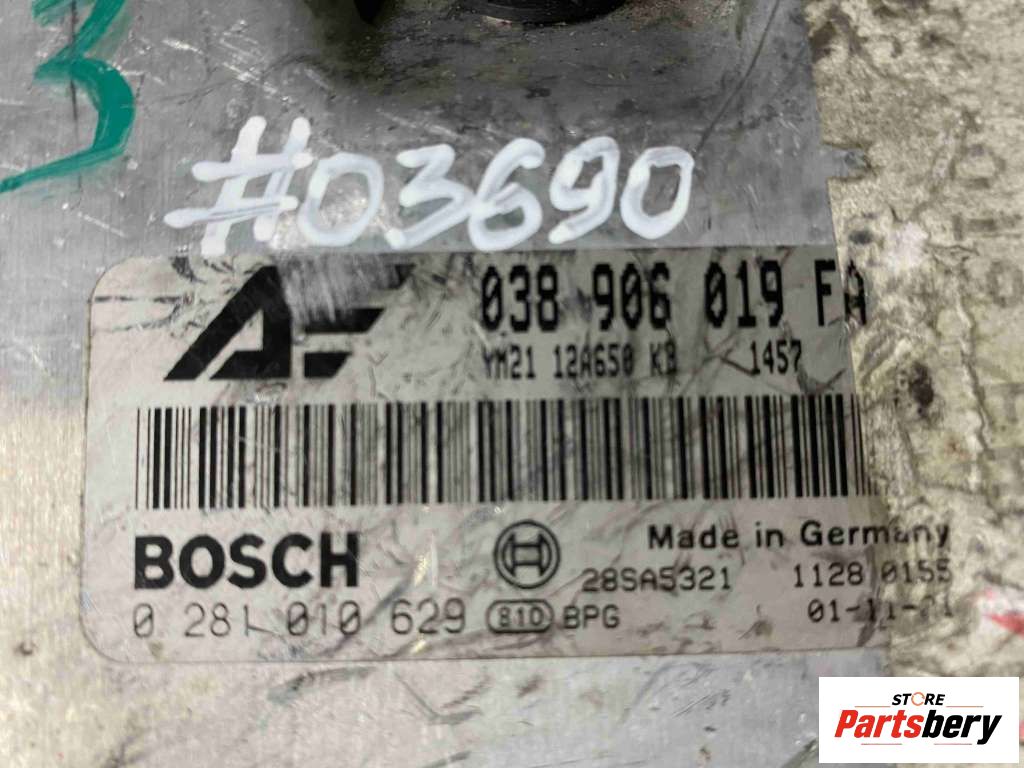 3
#03690
038 906 019 FA
YM21 12A650 KB 1457
BOSCH
Made in Germany
28SA5321 1128 0155
0 281 010 629 810 BPG
STORE
Partsbery